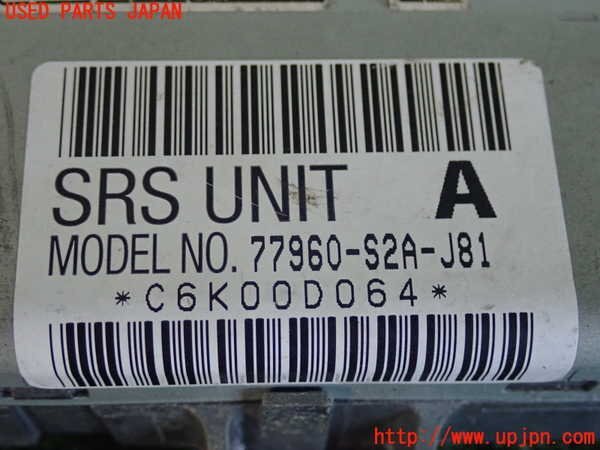 USED PARTS JAPAN
SRS UNIT A
MODEL NO. 77960-S2A-J81
*C6K00D064*
http://www.upjpn.com